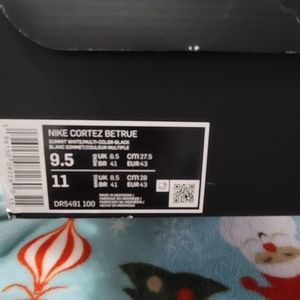 NIKE CORTEZ BETRUE
SUMMIT WHITE/MULTI-COLOR-BLACK
BLANC SOMMET/COULEUR MULTIPLE
9.5 MENS UK 8.5 CM 27.5
BR 41 EUR 43
11 UK 8.5 CM 28
BR 41 EUR 43
DR5491 100
MADE IN INDONESIA